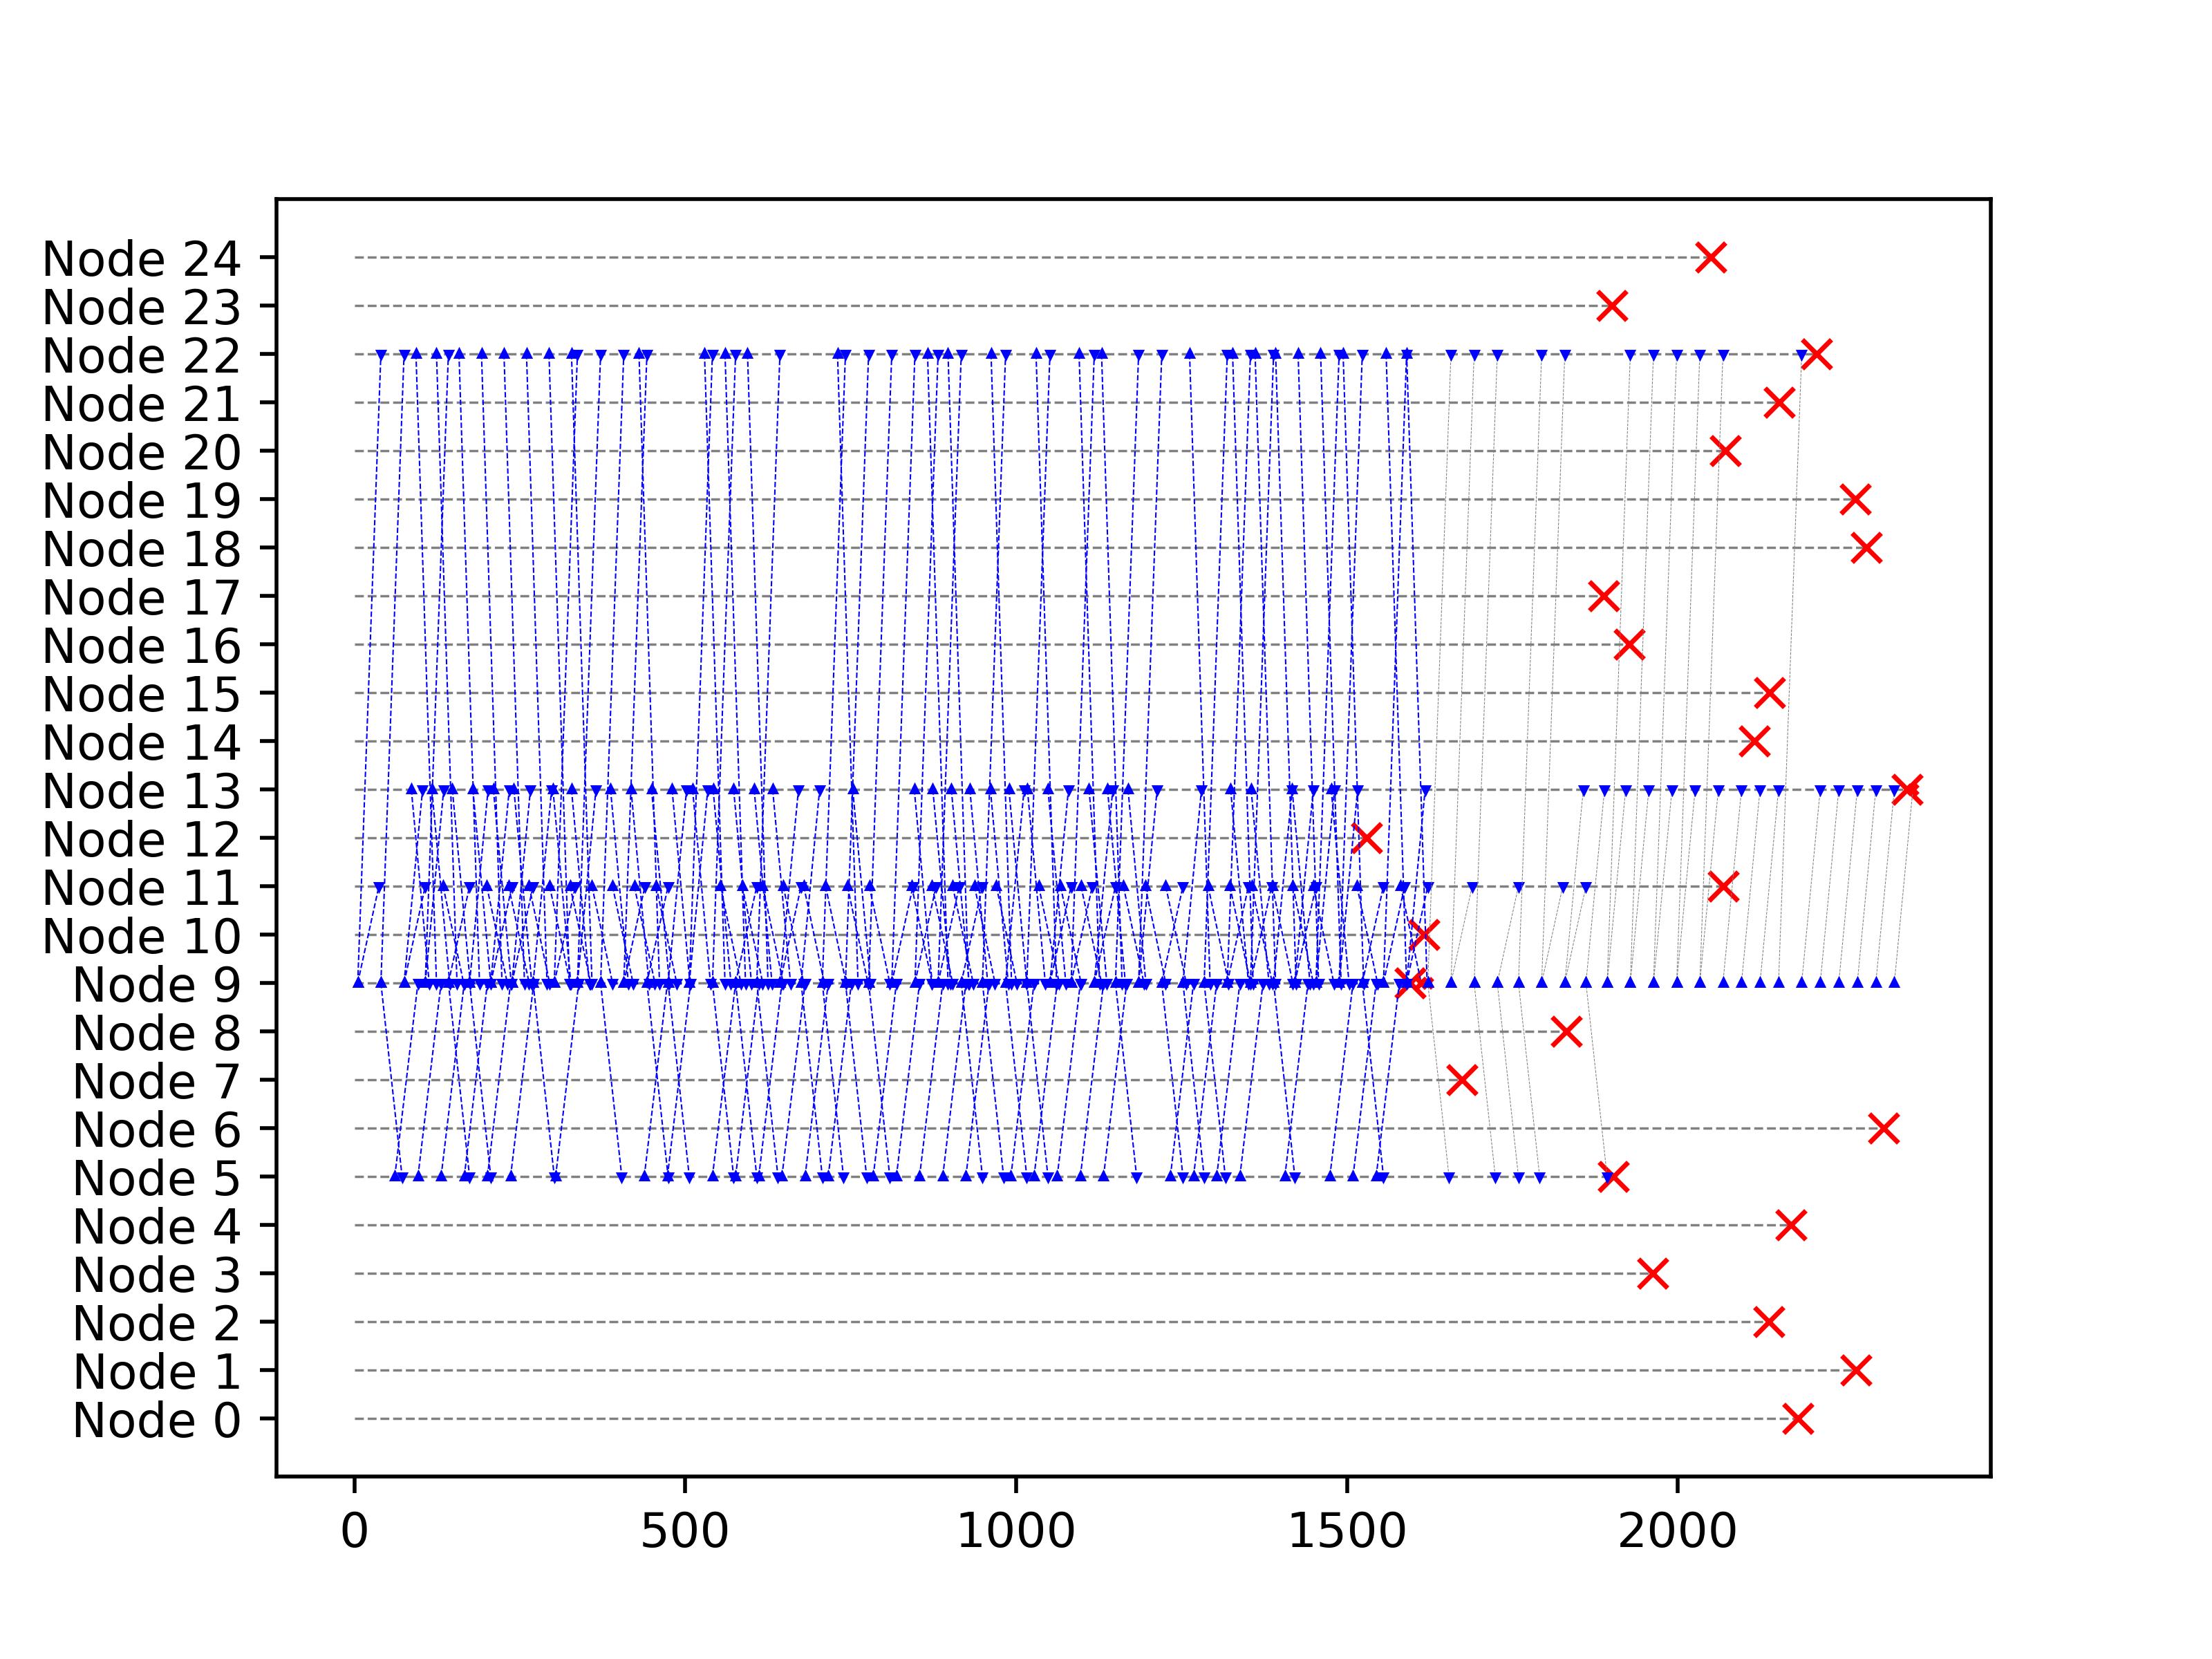 Node 24
Node 23
Node 22
Node 21
Node 20
Node 19
Node 18
Node 17
Node 16
Node 15
Node 14
Node 13
Node 12
Node 11
Node 10
Node 9
Node 8
Node 7
Node 6
Node 5
Node 4
Node 3
Node 2
Node 1
Node 0
0 500 1000 1500 2000